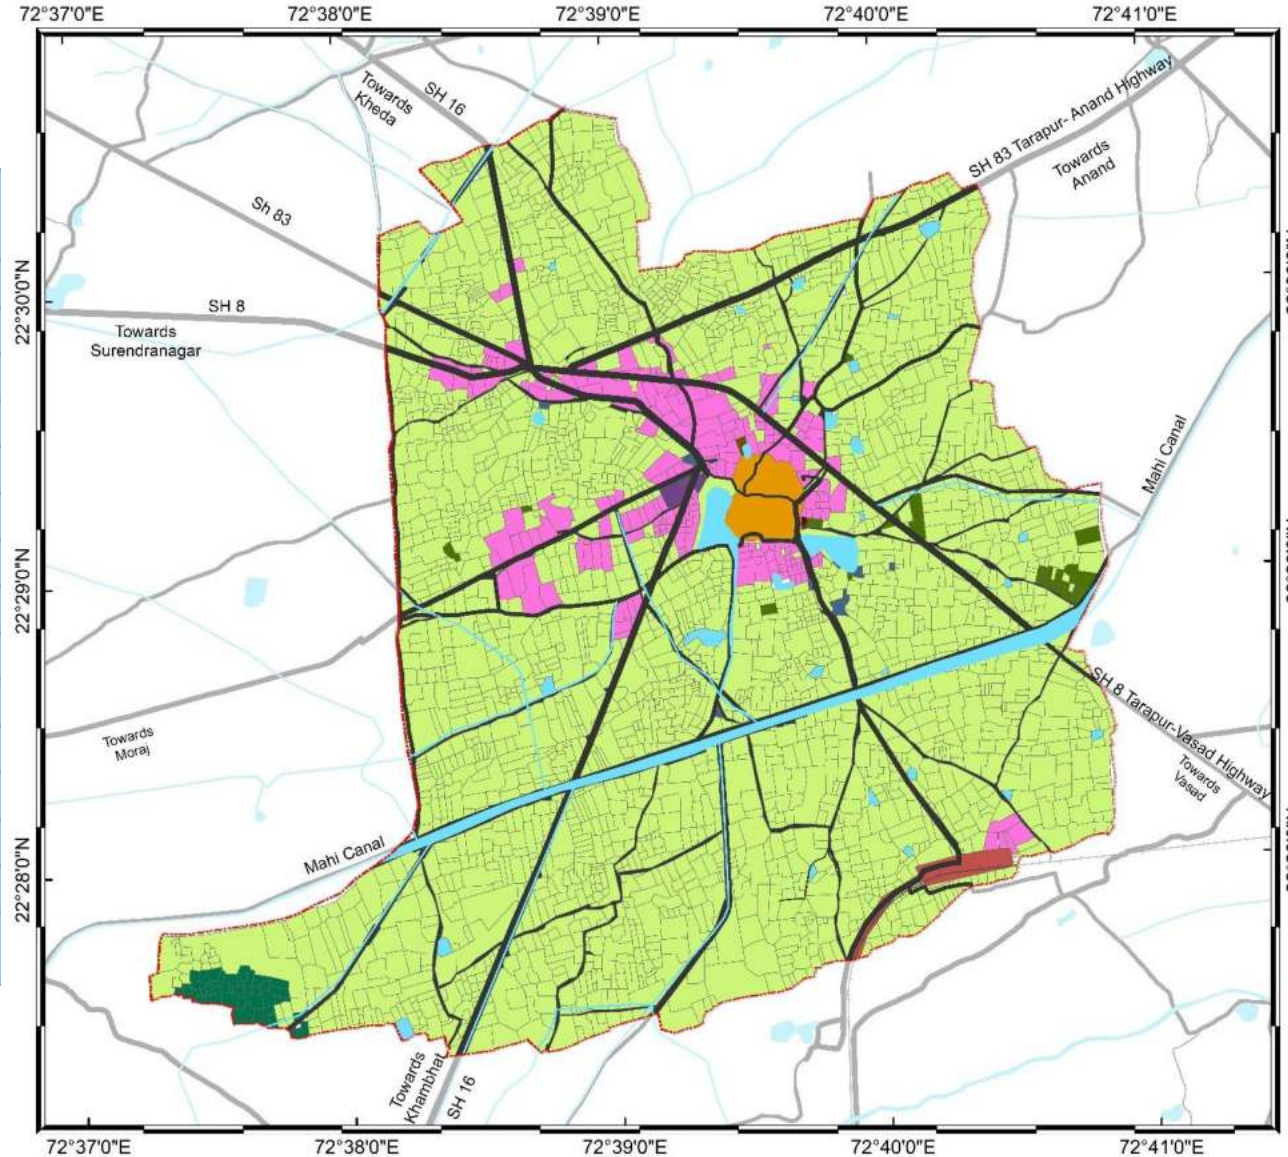 72°37'0"E
72°38'0"E
72°39'0"E
72°40'0"E
72°41'0"E
Towards
Kheda
SH 16
SH 83 Tarapur- Anand Highway
Towards
Anand
Sh 83
22°30'0"N
SH 8
Towards
Surendranagar
Mahi Canal
22°29'0"N
SH 8 Tarapur-Vasad Highway
Towards
Vasad
Towards
Moraj
Mahi Canal
22°28'0"N
Towards
Khambhat
SH 16
72°37'0"E
72°38'0"E
72°39'0"E
72°40'0"E
72°41'0"E